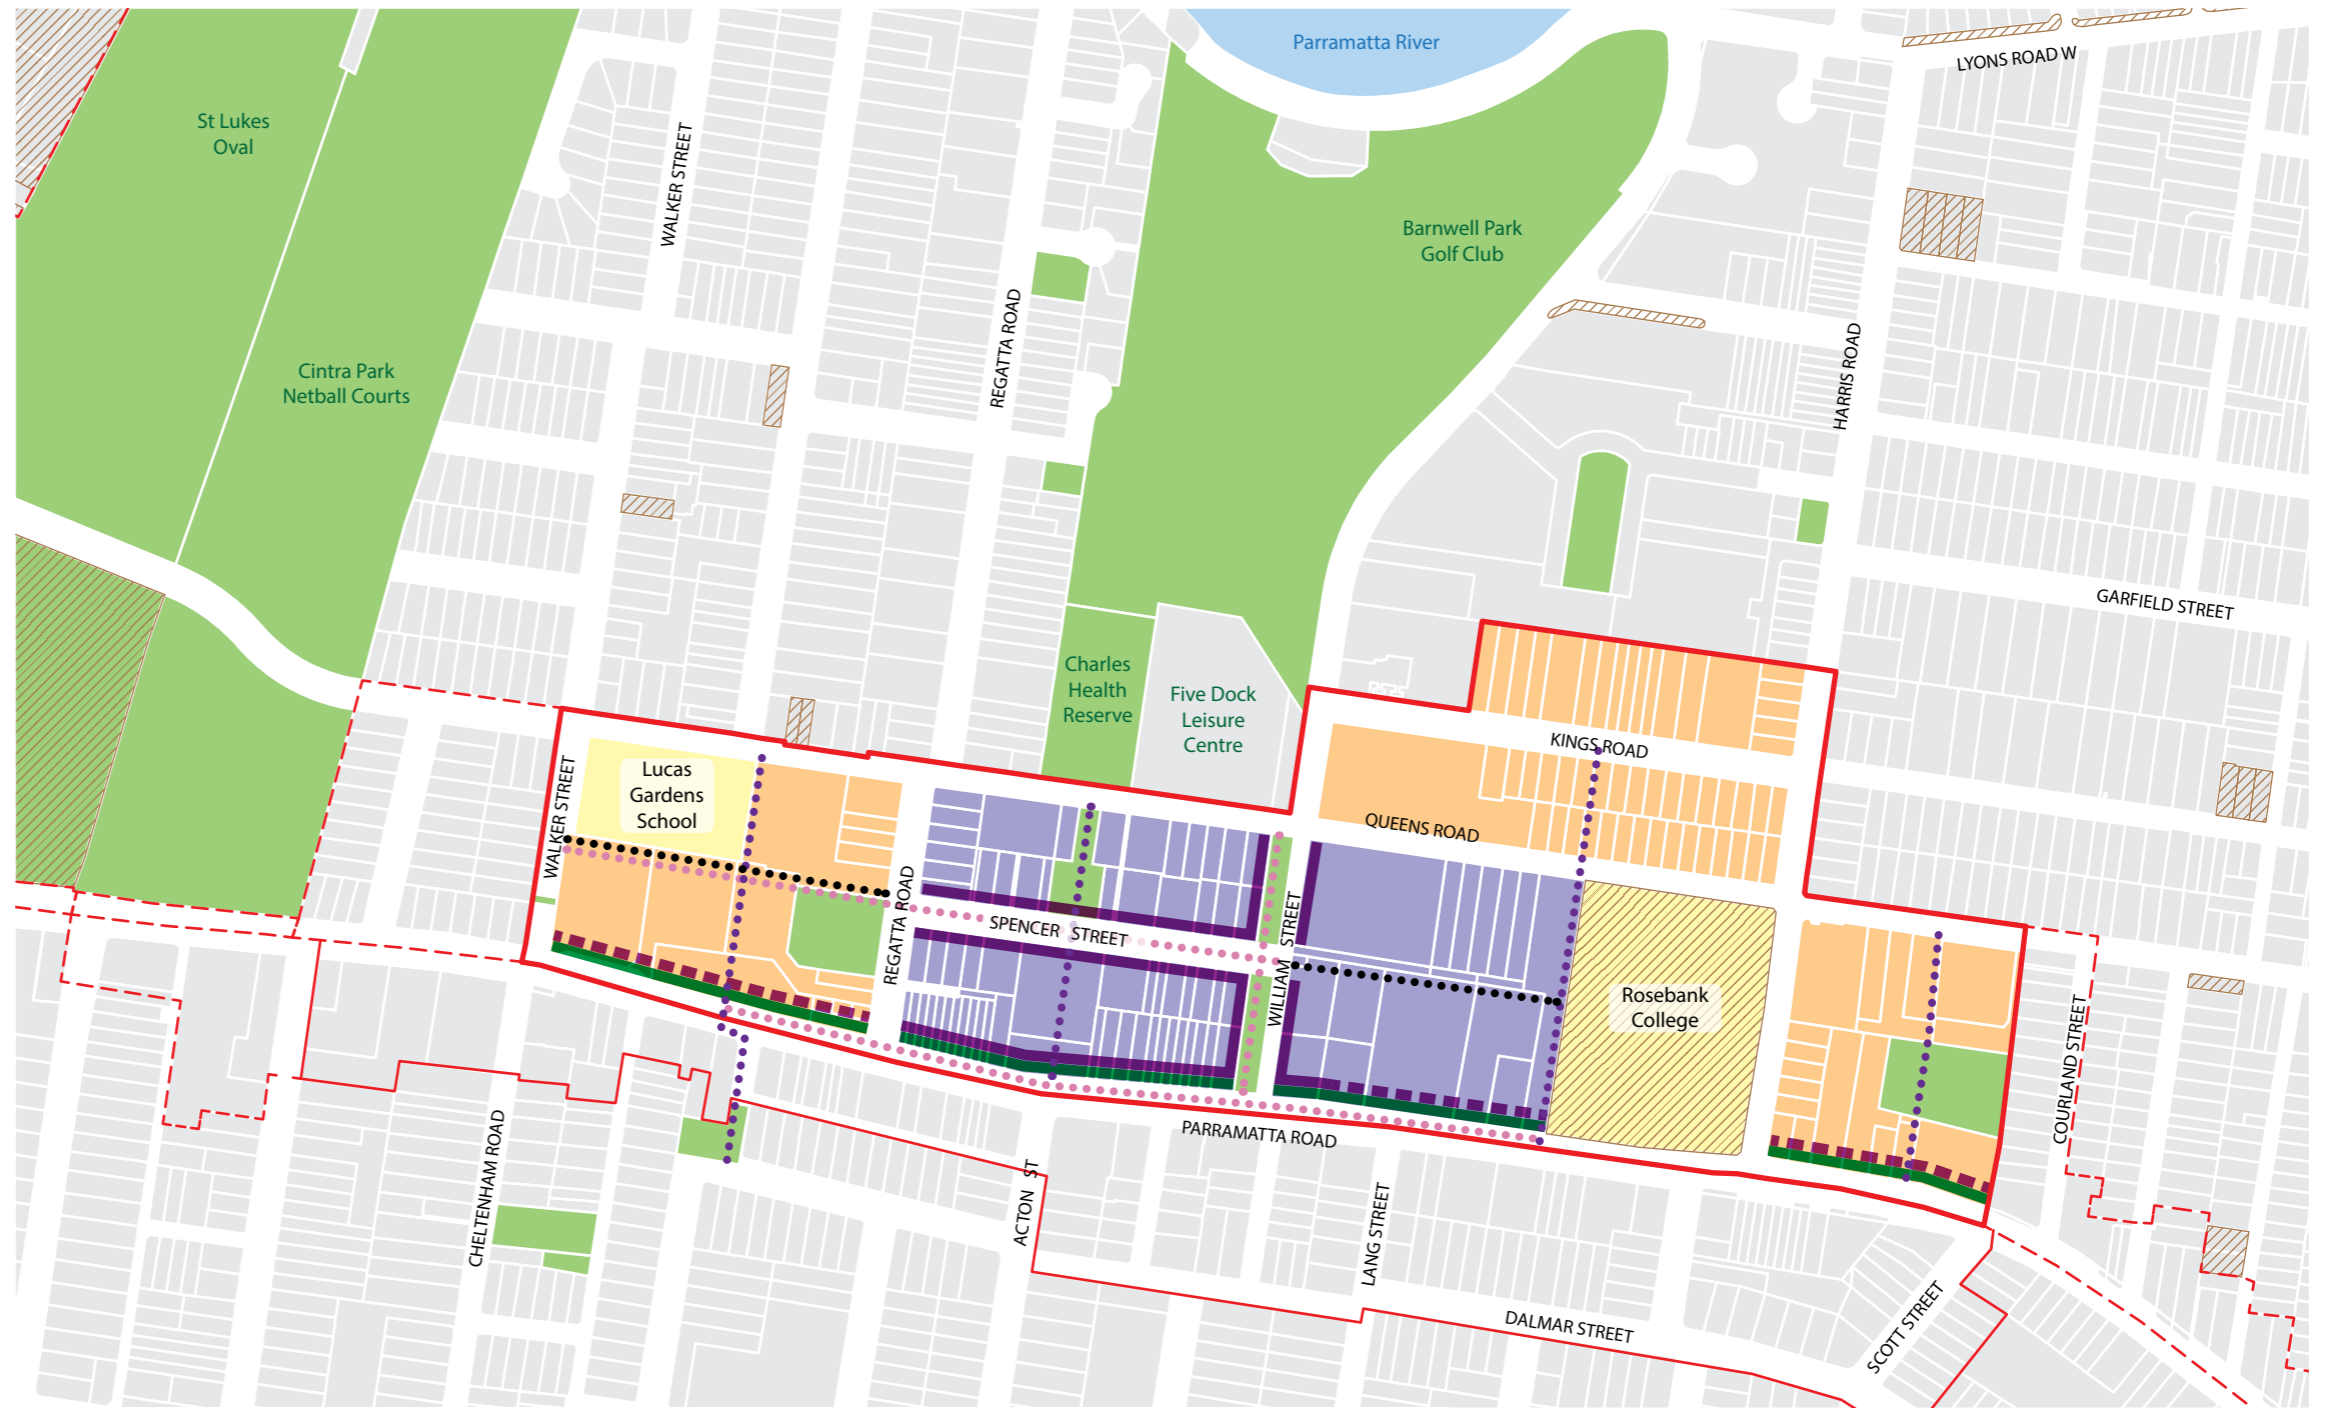 Parramatta River
LYONS ROAD W
St Lukes
Oval
WALKER STREET
Barnwell Park
Golf Club
REGATTA ROAD
HARRIS ROAD
Cintra Park
Netball Courts
GARFIELD STREET
Charles
Health
Reserve
Five Dock
Leisure
Centre
KINGS ROAD
WALKER STREET
Lucas
Gardens
School
QUEENS ROAD
REGATTA ROAD
SPENCER STREET
WILLIAM STREET
Rosebank
College
COURLAND STREET
PARRAMATTA ROAD
CHELTENHAM ROAD
ACTON ST
LANG STREET
DALMAR STREET
SCOTT STREET